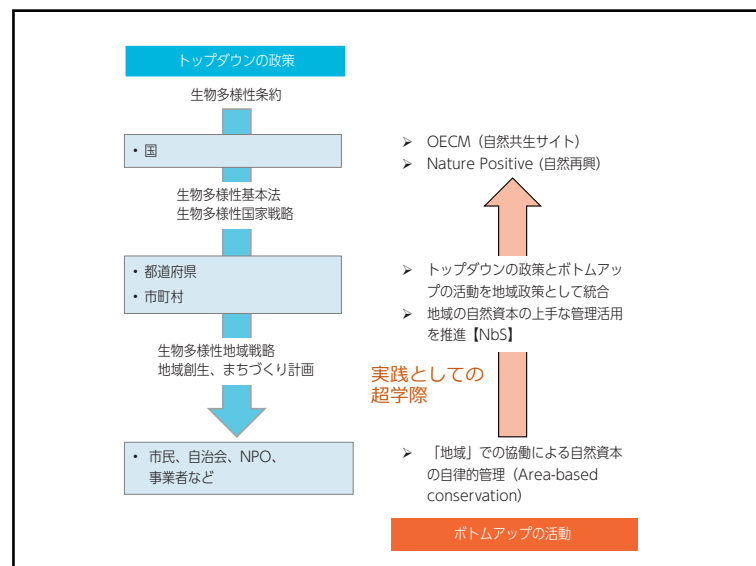 トップダウンの政策
生物多様性条約
• 国
生物多様性基本法
生物多様性国家戦略
• 都道府県
• 市町村
生物多様性地域戦略
地域創生、まちづくり計画
• 市民、自治会、NPO、
事業者など
➢ OECM (自然共生サイト)
➢ Nature Positive (自然再興)
➢ トップダウンの政策とボトムアッ
プの活動を地域政策として統合
➢ 地域の自然資本の上手な管理活用
を推進【NbS】
実践としての
超学際
➢ 「地域」での協働による自然資本
の自律的管理（Area-based
conservation)
ボトムアップの活動